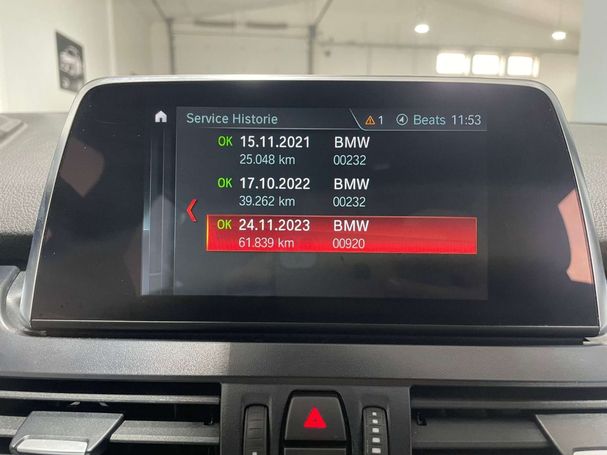 Service Historie 1 Beats 11:53
OK 15.11.2021 BMW
25.048 km 00232
OK 17.10.2022 BMW
39.262 km 00232
OK 24.11.2023 BMW
61.839 km 00920